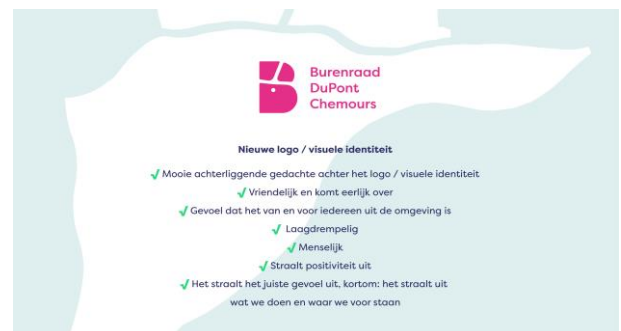 Burenraad
DuPont
Chemours
Nieuwe logo / visuele identiteit
Mooie achterliggende gedachte achter het logo / visuele identiteit
Vriendelijk en komt eerlijk over
Gevoel dat het van en voor iedereen uit de omgeving is
Laagdrempelig
Menselijk
Straalt positiviteit uit
Het straalt het juiste gevoel uit, kortom: het straalt uit
wat we doen en waar we voor staan